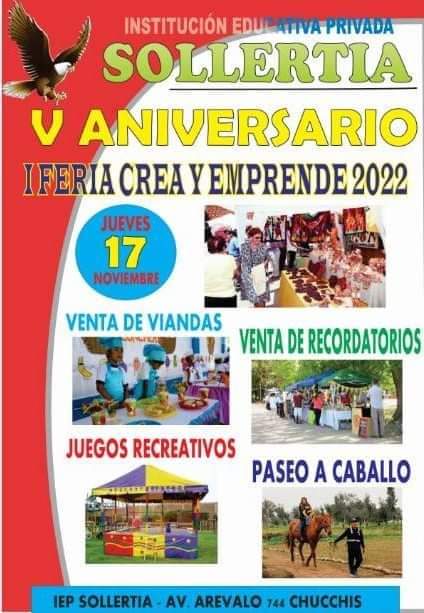 INSTITUCIÓN EDUCATIVA PRIVADA
SOLLERTIA
V ANIVERSARIO
I FERIA CREA Y EMPRENDE 2022
JUEVES
17
NOVIEMBRE
VENTA DE VIANDAS
VENTA DE RECORDATORIOS
JUEGOS RECREATIVOS
PASEO A CABALLO
IEP SOLLERTIA - AV. AREVALO 744 CHUCCHIS